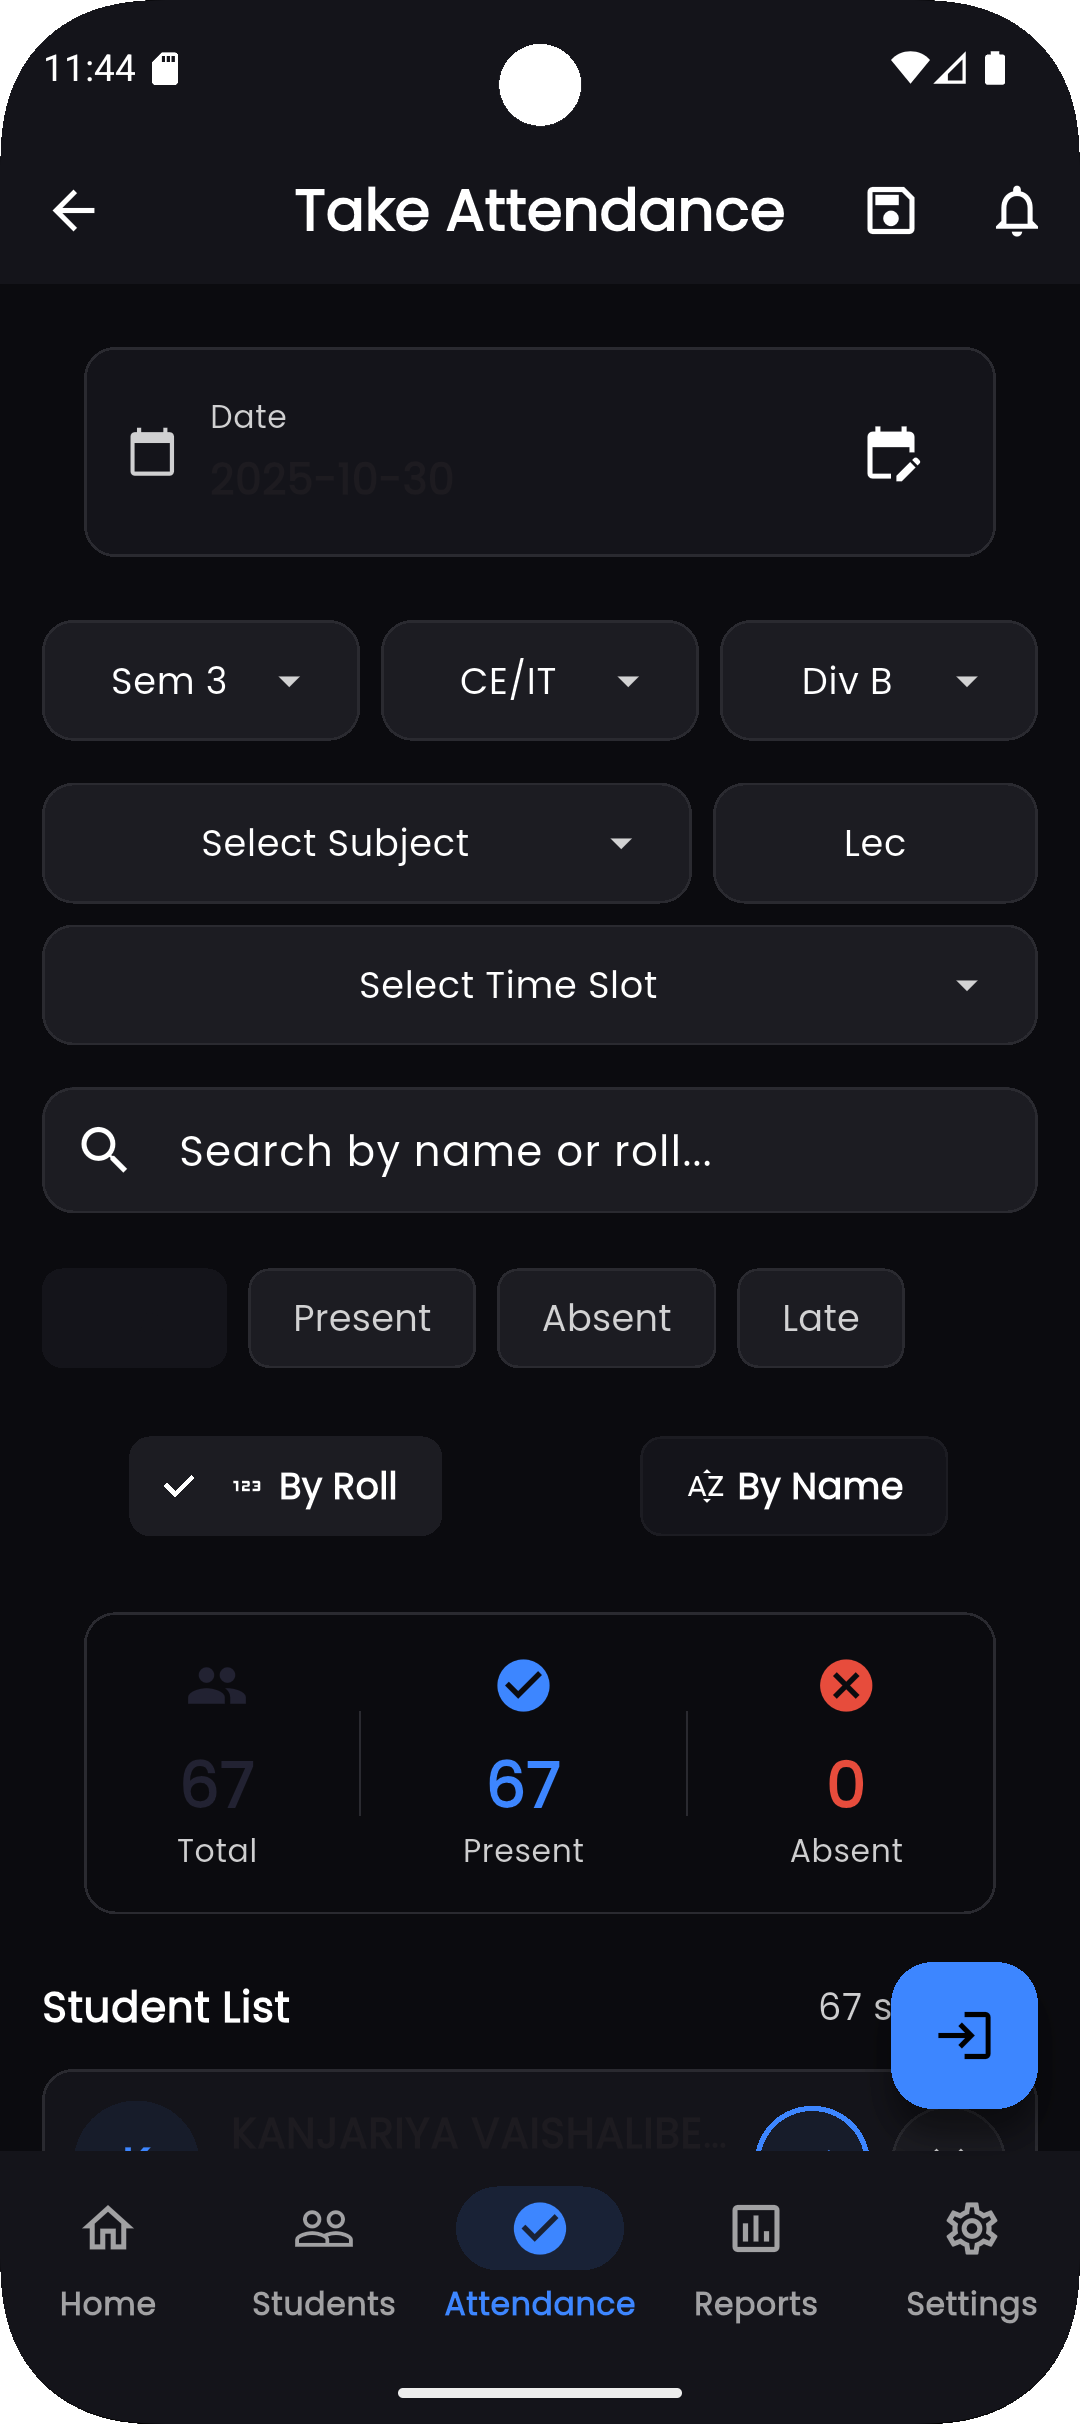 11:44
Take Attendance
Date
2025-10-30
Sem 3
CE/IT
Div B
Select Subject
Lec
Select Time Slot
Search by name or roll...
Present
Absent
Late
123 By Roll
AZ By Name
67
67
0
Total
Present
Absent
Student List
67 s
KANJARIYA VAISHALIBE...
Home
Students
Attendance
Reports
Settings